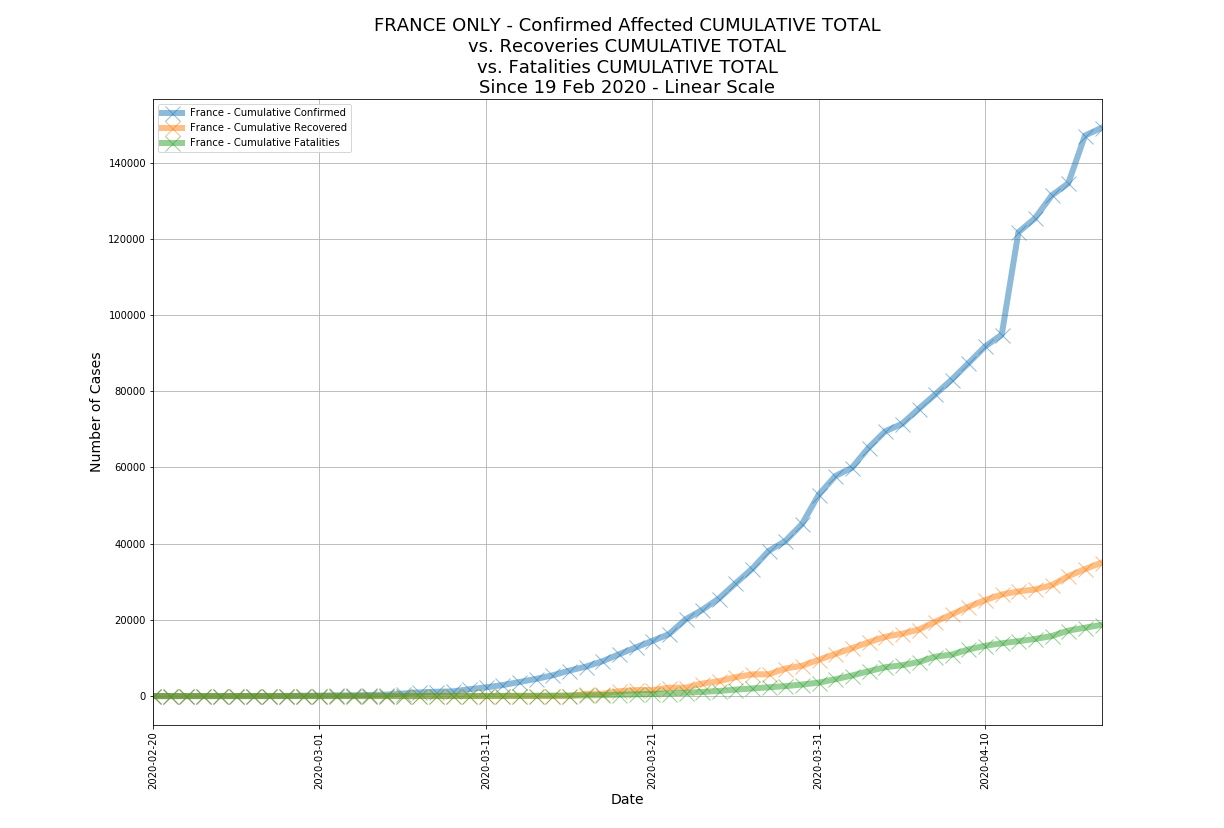 FRANCE ONLY - Confirmed Affected CUMULATIVE TOTAL
vs. Recoveries CUMULATIVE TOTAL
vs. Fatalities CUMULATIVE TOTAL
Since 19 Feb 2020 - Linear Scale
France - Cumulative Confirmed
France - Cumulative Recovered
France - Cumulative Fatalities
140000
120000
100000
80000
60000
40000
20000
0
Number of Cases
2020-02-20
2020-03-01
2020-03-11
2020-03-21
2020-03-31
2020-04-10
Date